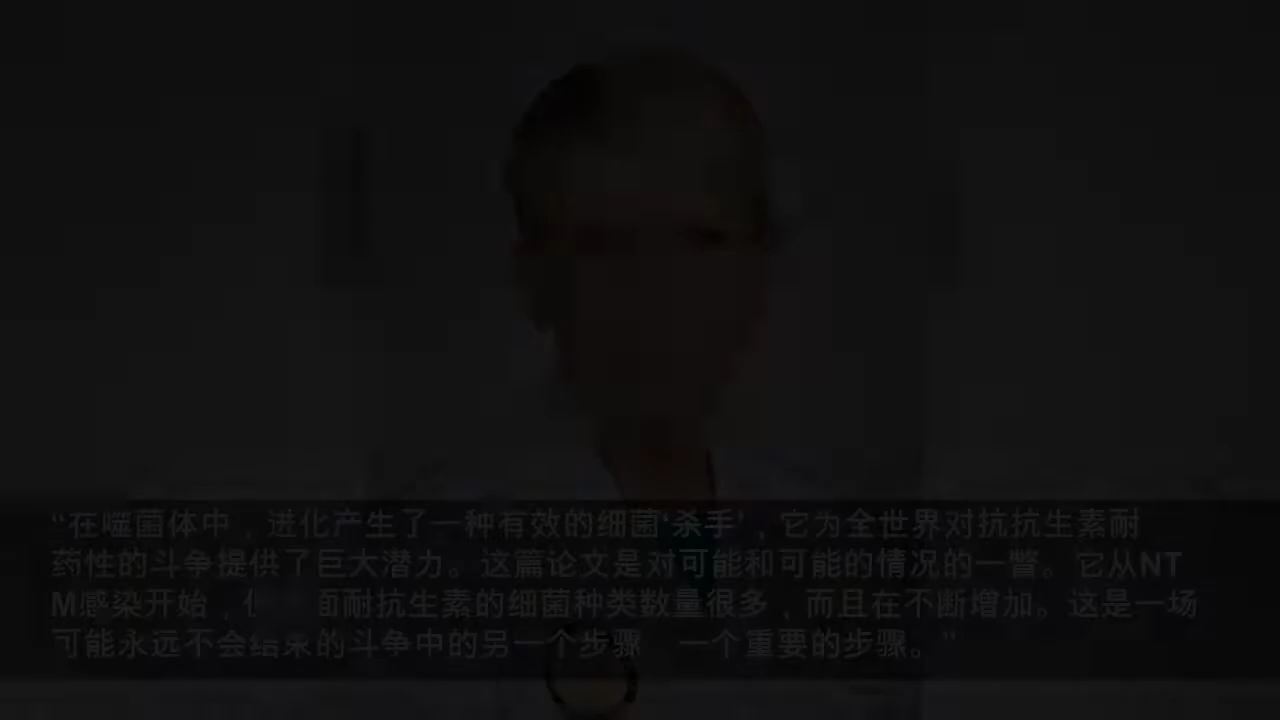 “在噬菌体中，进化产生了一种有效的细菌‘杀手’，它为全世界对抗抗生素耐
药性的斗争提供了巨大潜力。这篇论文是对可能和可能的情况的一瞥。它从NT
M感染开始，但 面耐抗生素的细菌种类数量很多，而且在不断增加。这是一场
可能永远不会结束的斗争中的另一个步骤 一个重要的步骤。”